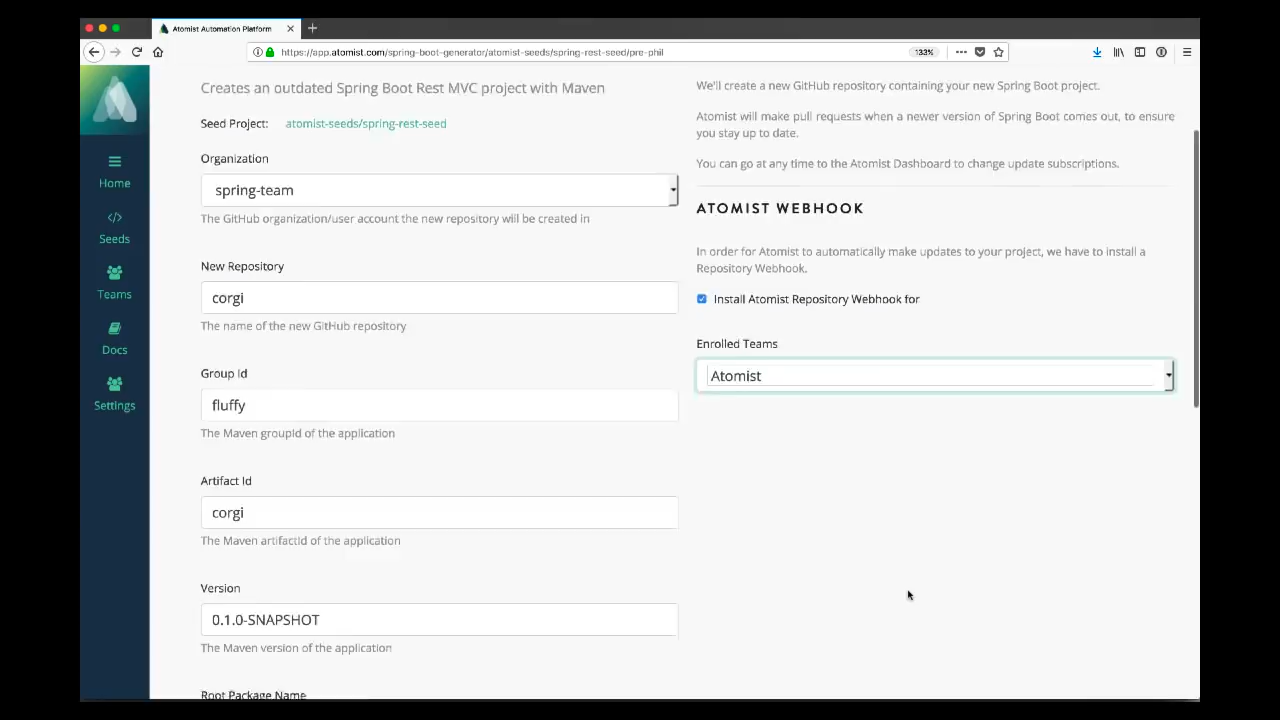 Atomist Automation Platform
https://app.atomist.com/spring-boot-generator/atomist-seeds/spring-rest-seed/pre-phil
133%
Home
Seeds
Teams
Docs
Settings
Creates an outdated Spring Boot Rest MVC project with Maven
Seed Project: atomist-seeds/spring-rest-seed
Organization
spring-team
The GitHub organization/user account the new repository will be created in
New Repository
corgi
The name of the new GitHub repository
Group Id
fluffy
The Maven groupId of the application
Artifact Id
corgi
The Maven artifactId of the application
Version
0.1.0-SNAPSHOT
The Maven version of the application
Root Package Name
We'll create a new GitHub repository containing your new Spring Boot project.
Atomist will make pull requests when a newer version of Spring Boot comes out, to ensure
you stay up to date.
You can go at any time to the Atomist Dashboard to change update subscriptions.
ATOMIST WEBHOOK
In order for Atomist to automatically make updates to your project, we have to install a
Repository Webhook.
Install Atomist Repository Webhook for
Enrolled Teams
Atomist